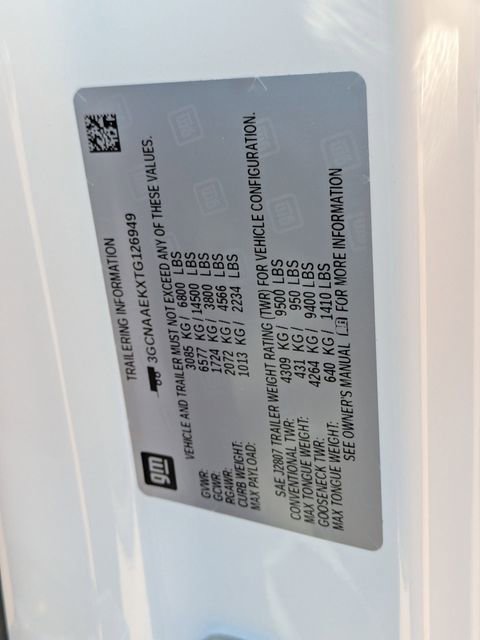 gm
TRAILERING INFORMATION
3GCNAAEKXTG126949
VEHICLE AND TRAILER MUST NOT EXCEED ANY OF THESE VALUES.
GVWR: 3085 KG / 6800 LBS
GCWR: 6577 KG / 14500 LBS
RGAWR: 1724 KG / 3800 LBS
CURB WEIGHT: 2072 KG / 4566 LBS
MAX PAYLOAD: 1013 KG / 2234 LBS
SAE J2807 TRAILER WEIGHT RATING (TWR) FOR VEHICLE CONFIGURATION.
CONVENTIONAL TWR: 4309 KG / 9500 LBS
MAX TONGUE WEIGHT: 431 KG / 950 LBS
GOOSENECK TWR: 4264 KG / 9400 LBS
MAX TONGUE WEIGHT: 640 KG / 1410 LBS
SEE OWNER'S MANUAL FOR MORE INFORMATION